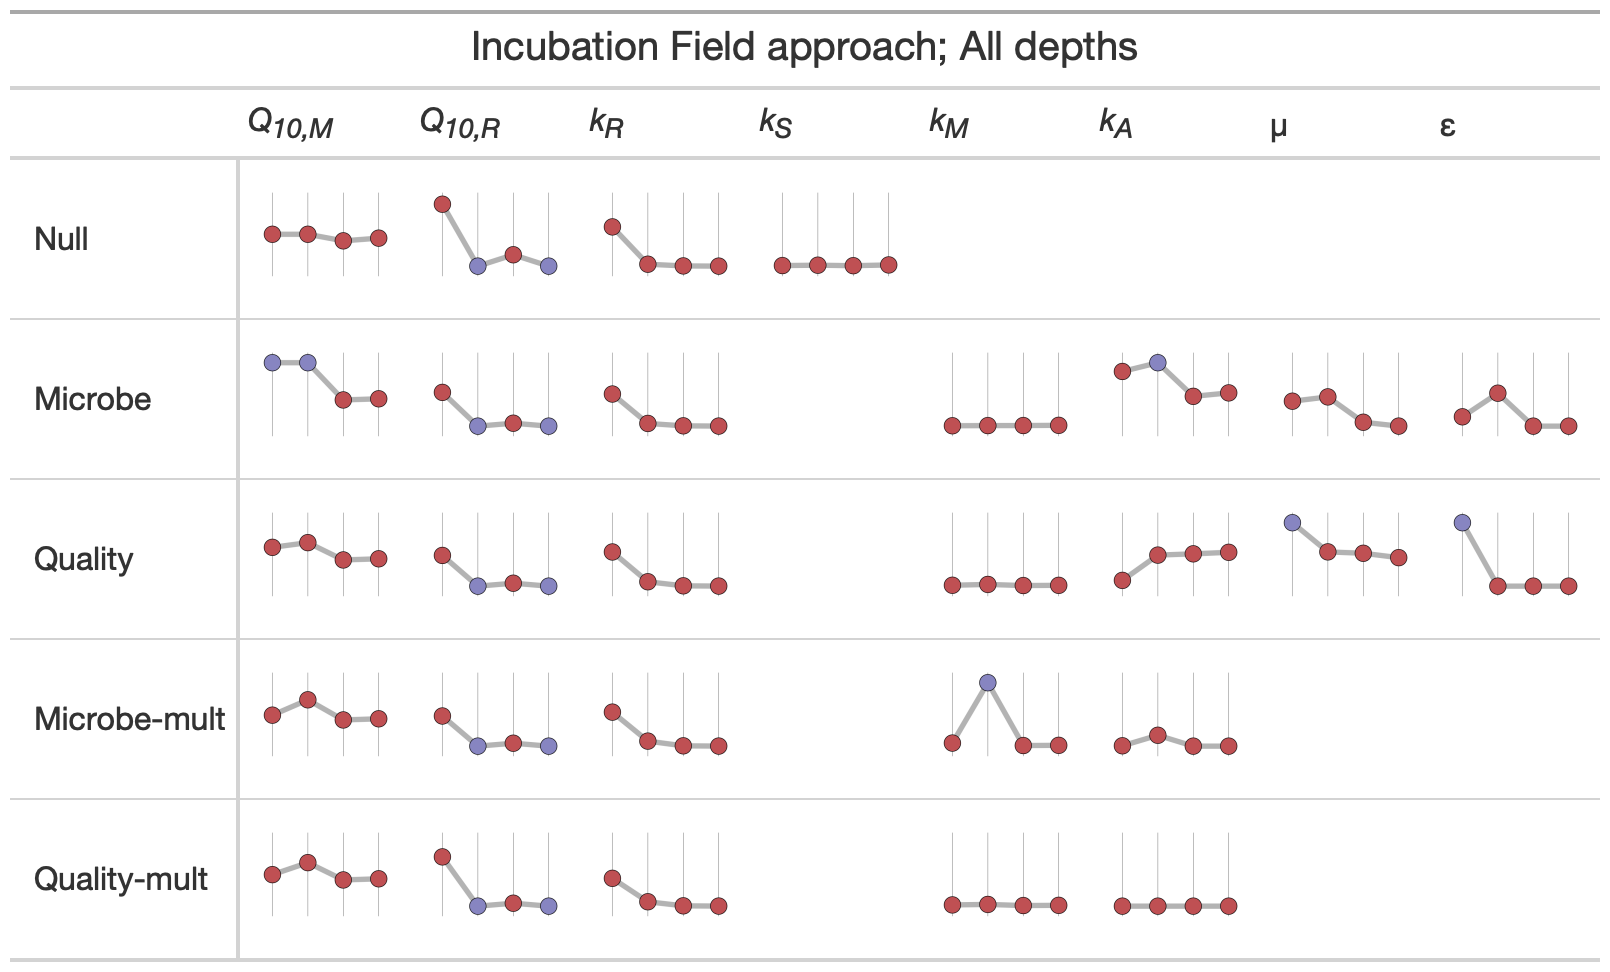 Incubation Field approach; All depths
Q10,M Q10,R kR kS kM kA μ ε
Null
Microbe
Quality
Microbe-mult
Quality-mult